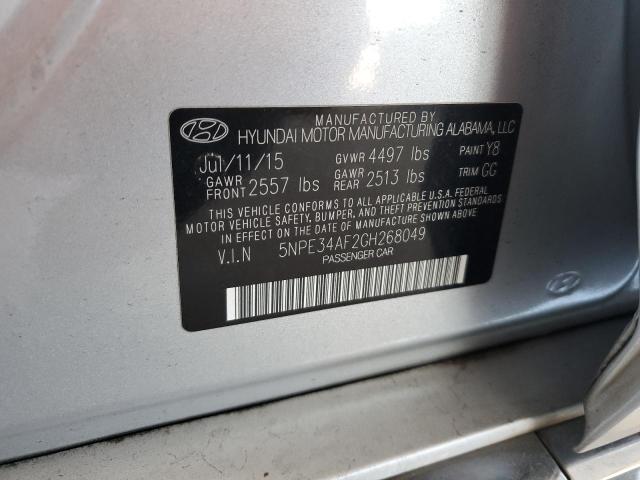 MANUFACTURED BY
HYUNDAI MOTOR MANUFACTURING ALABAMA, LLC
JUl/11/15 GVWR 4497 lbs PAINT Y8
GAWR FRONT 2557 lbs GAWR REAR 2513 lbs TRIM GG
THIS VEHICLE CONFORMS TO ALL APPLICABLE U.S. FEDERAL
MOTOR VEHICLE SAFETY, BUMPER, AND THEFT PREVENTION
STANDARDS IN EFFECT ON THE DATE OF MANUFACTURE SHOWN ABOVE.
V.I.N 5NPE34AF2GH268049
PASSENGER CAR